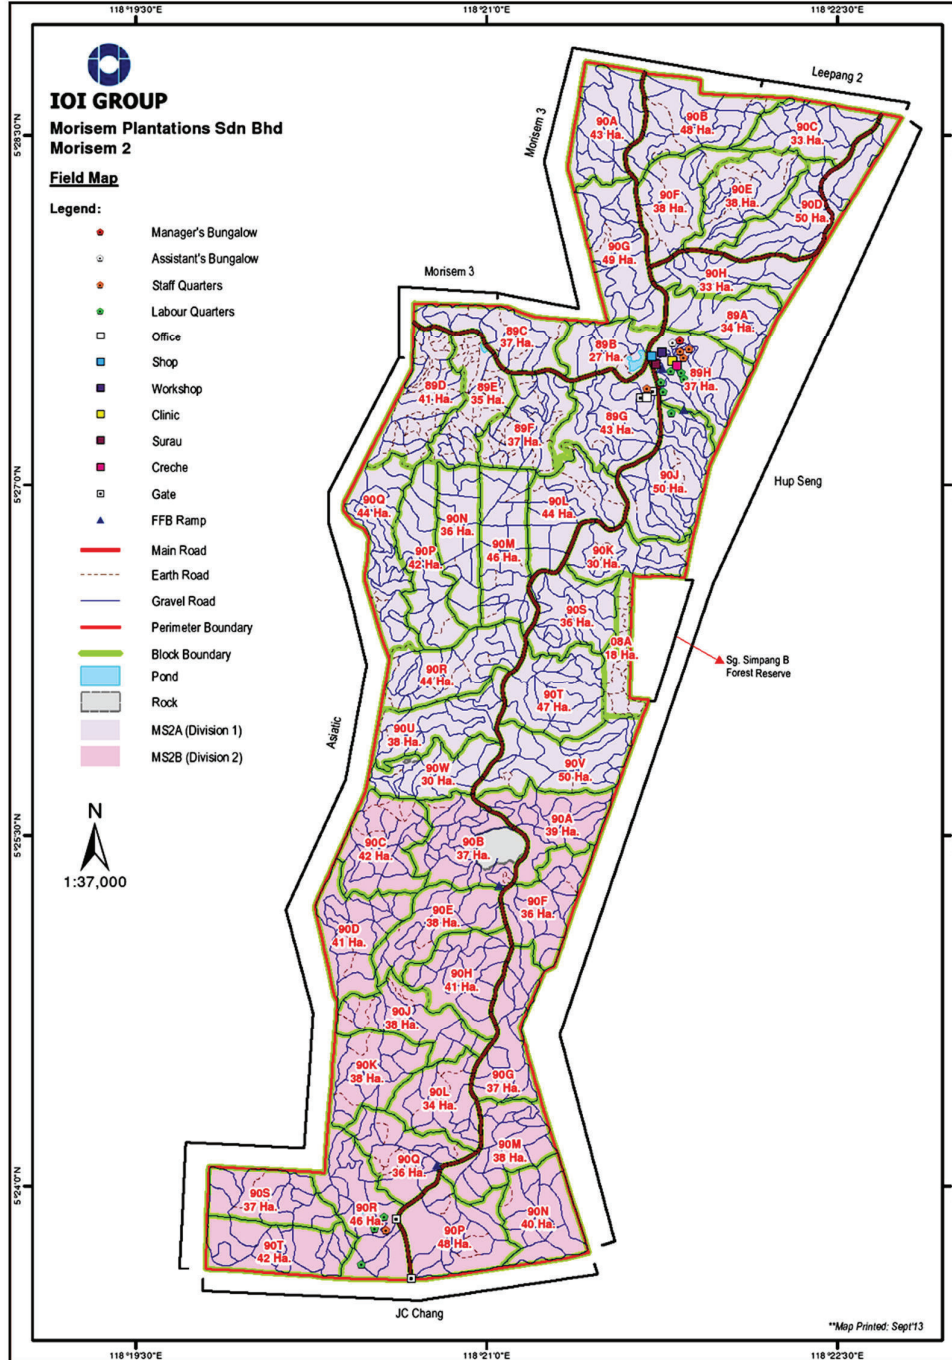 118°19'30"E
118°21'0"E
118°22'30"E
IOI GROUP
Morisem Plantations Sdn Bhd
Morisem 2
Field Map
Legend:
Manager's Bungalow
Assistant's Bungalow
Staff Quarters
Labour Quarters
Office
Shop
Workshop
Clinic
Surau
Creche
Gate
FFB Ramp
Main Road
Earth Road
Gravel Road
Perimeter Boundary
Block Boundary
Pond
Rock
MS2A (Division 1)
MS2B (Division 2)
N
1:37,000
5°28'30"N
5°27'0"N
5°25'30"N
5°24'0"N
Leepang 2
Morisem 3
Morisem 3
Hup Seng
Asiatic
Sg. Simpang B
Forest Reserve
JC Chang
90A
43 Ha.
90B
48 Ha.
90C
33 Ha.
90F
38 Ha.
90E
38 Ha.
90D
50 Ha.
90G
49 Ha.
90H
33 Ha.
89A
34 Ha.
89C
37 Ha.
89B
27 Ha.
89H
37 Ha.
89D
41 Ha.
89E
35 Ha.
89F
37 Ha.
89G
43 Ha.
90J
50 Ha.
90Q
44 Ha.
90N
36 Ha.
90L
44 Ha.
90P
42 Ha.
90M
46 Ha.
90K
30 Ha.
90S
36 Ha.
08A
18 Ha.
90R
44 Ha.
90T
47 Ha.
90U
38 Ha.
90W
30 Ha.
90V
50 Ha.
90A
39 Ha.
90C
42 Ha.
90B
37 Ha.
90F
36 Ha.
90E
38 Ha.
90D
41 Ha.
90H
41 Ha.
90J
38 Ha.
90K
38 Ha.
90G
37 Ha.
90L
34 Ha.
90M
38 Ha.
90Q
36 Ha.
90S
37 Ha.
90R
46 Ha.
90N
40 Ha.
90P
48 Ha.
90T
42 Ha.
**Map Printed: Sept'13
118°19'30"E
118°21'0"E
118°22'30"E